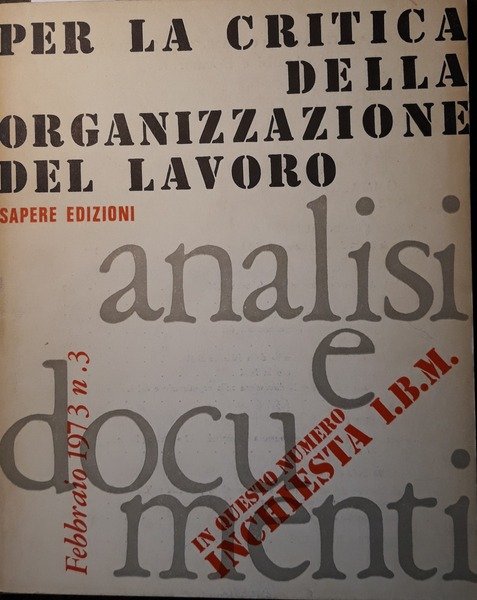 PER LA CRITICA
DELLA
ORGANIZZAZIONE
DEL LAVORO
SAPERE EDIZIONI
analisi
e
docu
menti
Febbraio 1973 n.3
IN QUESTO NUMERO
INCHIESTA I.B.M.